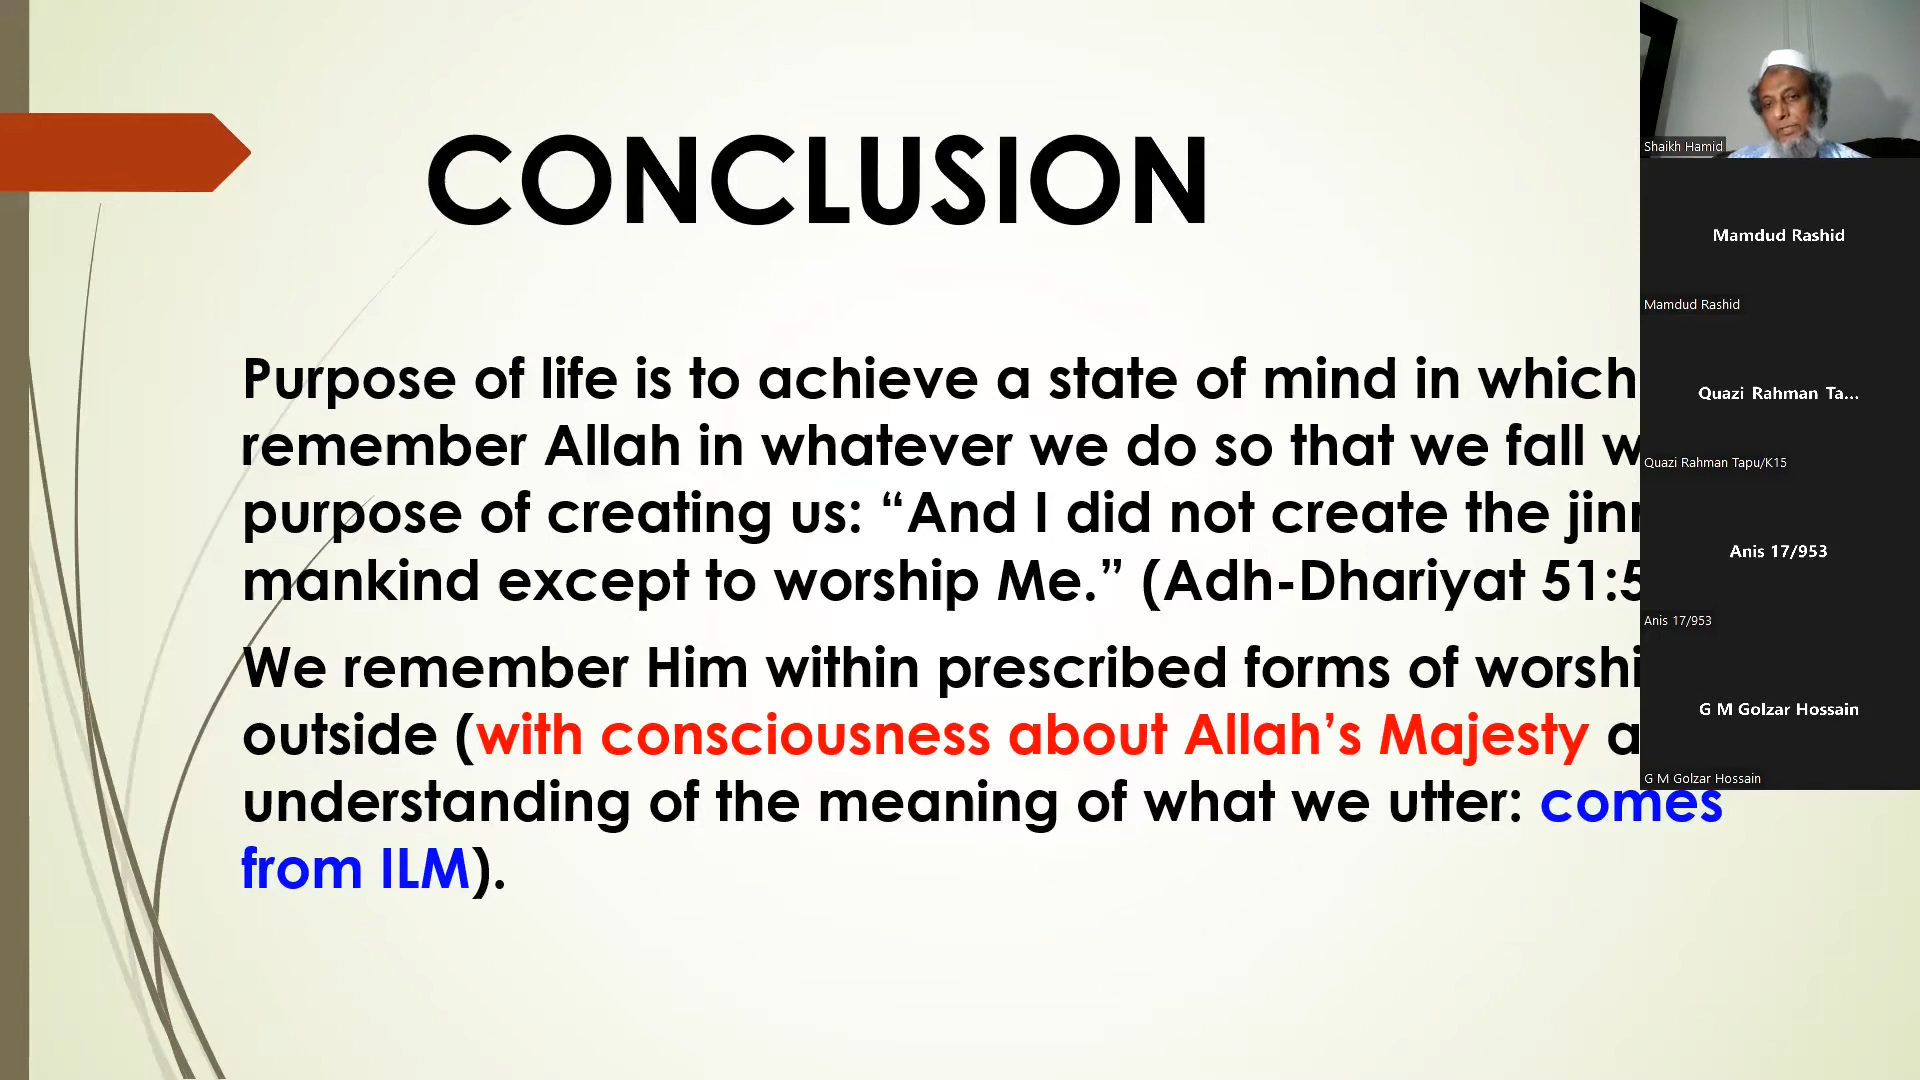 CONCLUSION
Purpose of life is to achieve a state of mind in which
remember Allah in whatever we do so that we fall
purpose of creating us: “And I did not create the
mankind except to worship Me.” (Adh-Dhariyat 51:5
We remember Him within prescribed forms of
outside (with consciousness about Allah’s Majesty
understanding of the meaning of what we utter: comes
from ILM).
Shaikh Hamid
Mamdud Rashid
Mamdud Rashid
Quazi Rahman Ta...
Quazi Rahman Tapu/K15
Anis 17/953
Anis 17/953
G M Golzar Hossain
G M Golzar Hossain